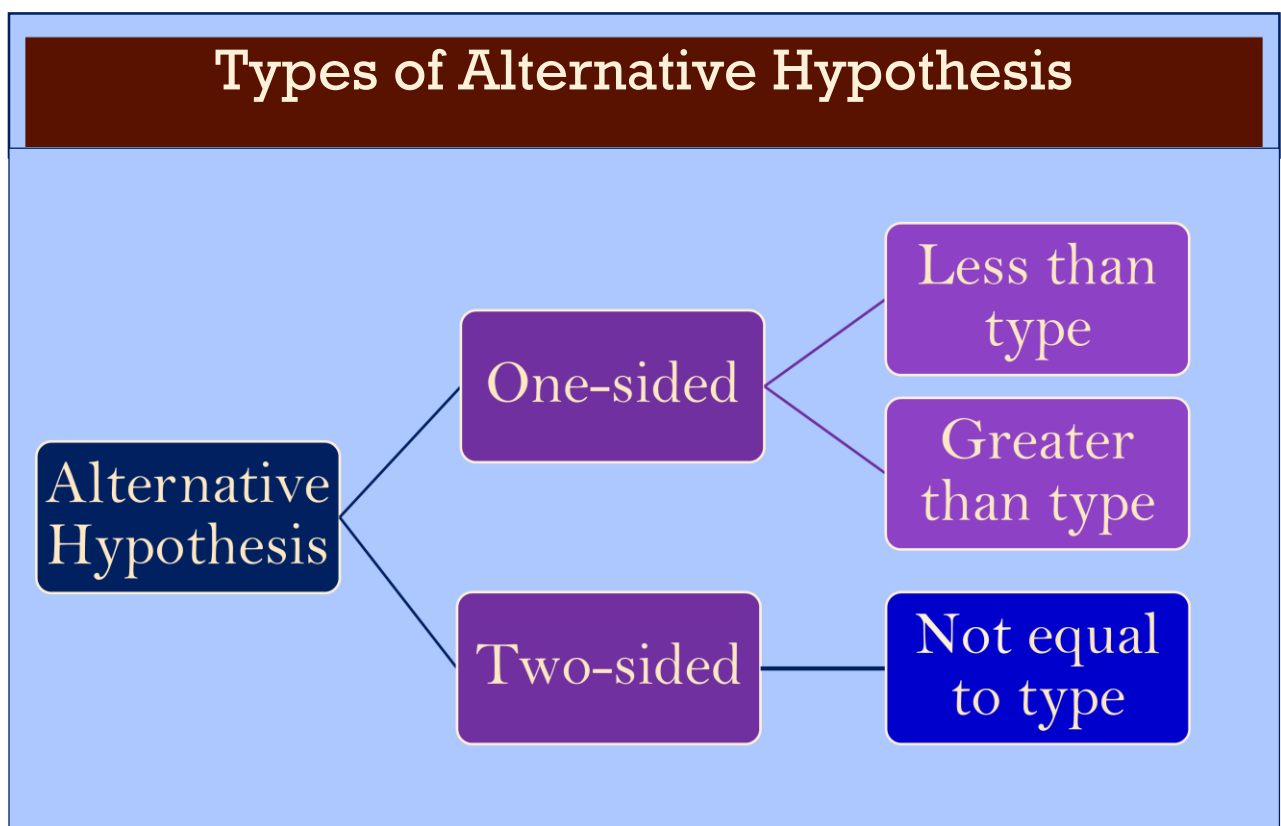 Types of Alternative Hypothesis
Alternative
Hypothesis
One-sided
Less than
type
Greater
than type
Two-sided
Not equal
to type